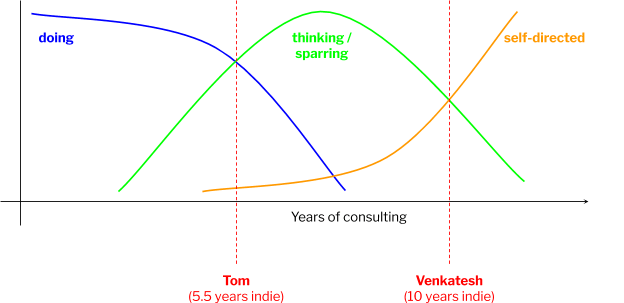 doing
thinking /
sparring
self-directed
Years of consulting
Tom
(5.5 years indie)
Venkatesh
(10 years indie)